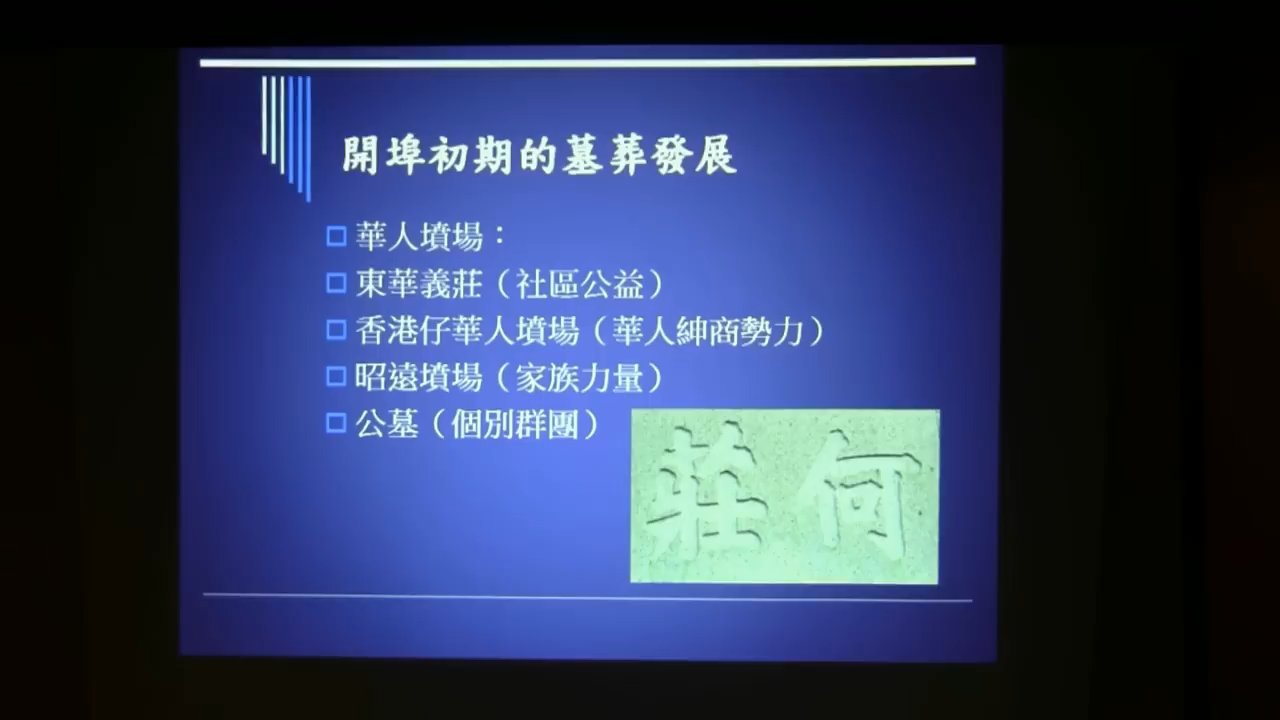 開埠初期的墓葬發展
華人墳場：
東華義莊（社區公益）
香港仔華人墳場（華人紳商勢力）
昭遠墳場（家族力量）
公墓（個別群團）
莊何